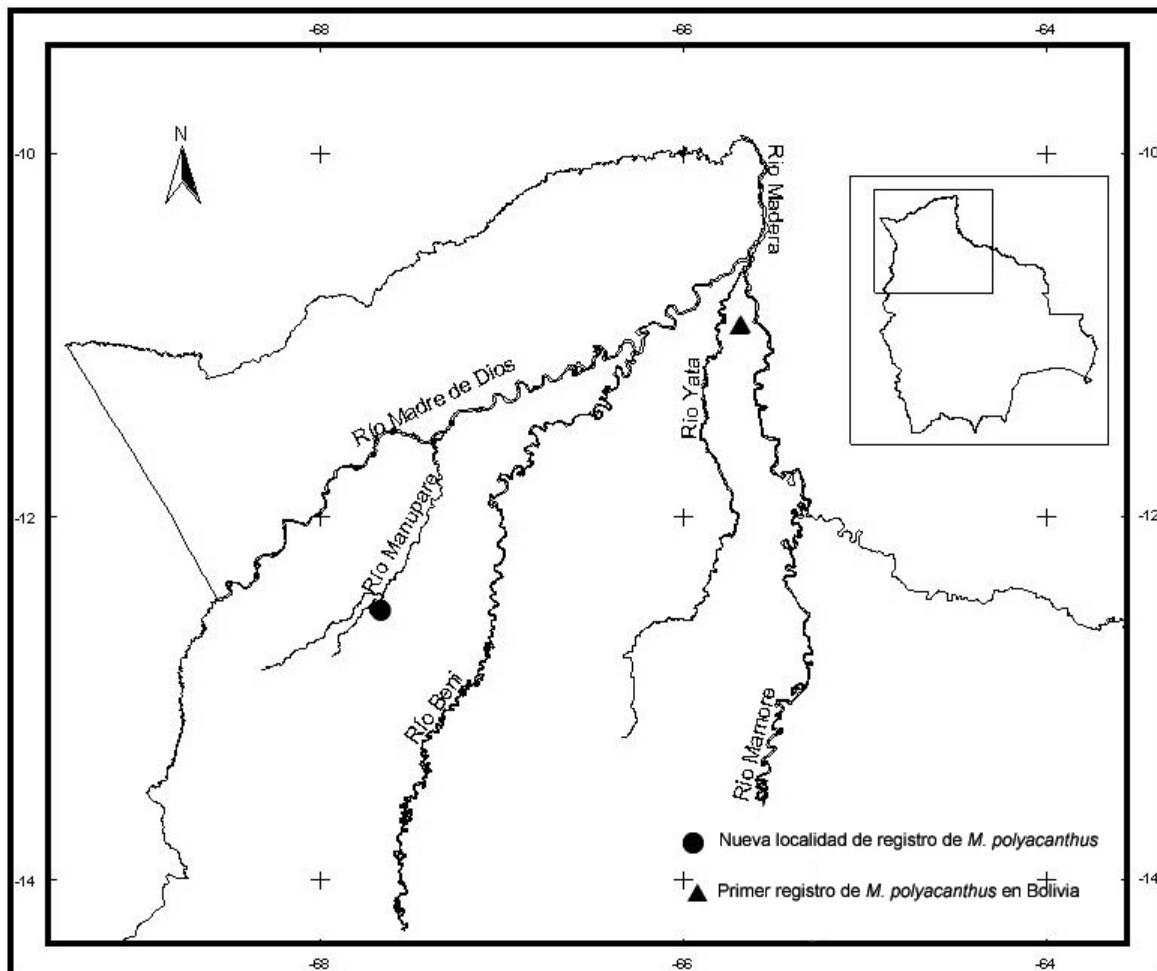 -68 -66 -64
N
-10 -10
Río Madera
Río Madre de Dios
Río Yata
Río Manupare
-12 -12
Río Beni
Río Mamore
Nueva localidad de registro de M. polyacanthus
Primer registro de M. polyacanthus en Bolivia
-14 -14
-68 -66 -64